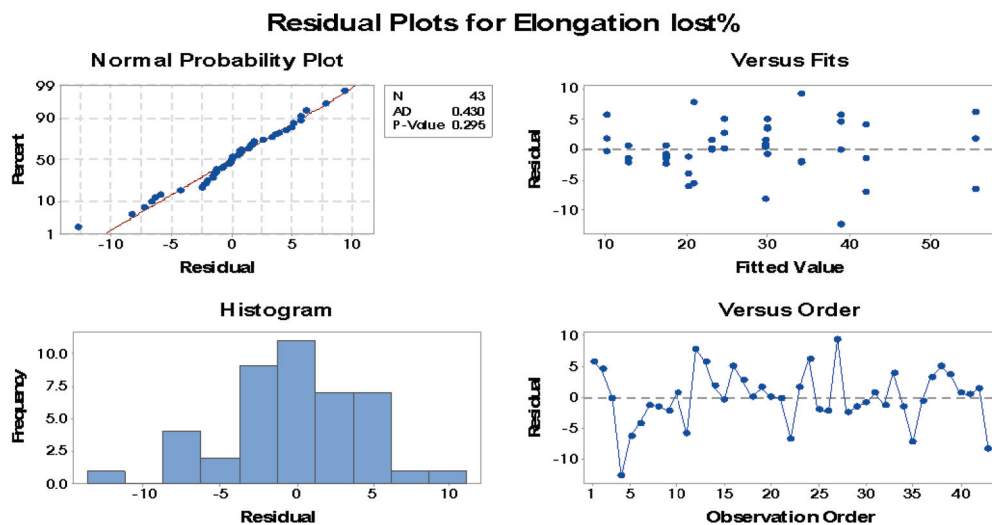 Residual Plots for Elongation lost%
Normal Probability Plot
99
90
50
10
1
Percent
-10 -5 0 5 10
Residual
N 43
AD 0.430
P-Value 0.295
Versus Fits
10
5
0
-5
-10
Residual
10 20 30 40 50
Fitted Value
Histogram
10.0
7.5
5.0
2.5
0.0
Frequency
-10 -5 0 5 10
Residual
Versus Order
10
5
0
-5
-10
Residual
1 5 10 15 20 25 30 35 40
Observation Order